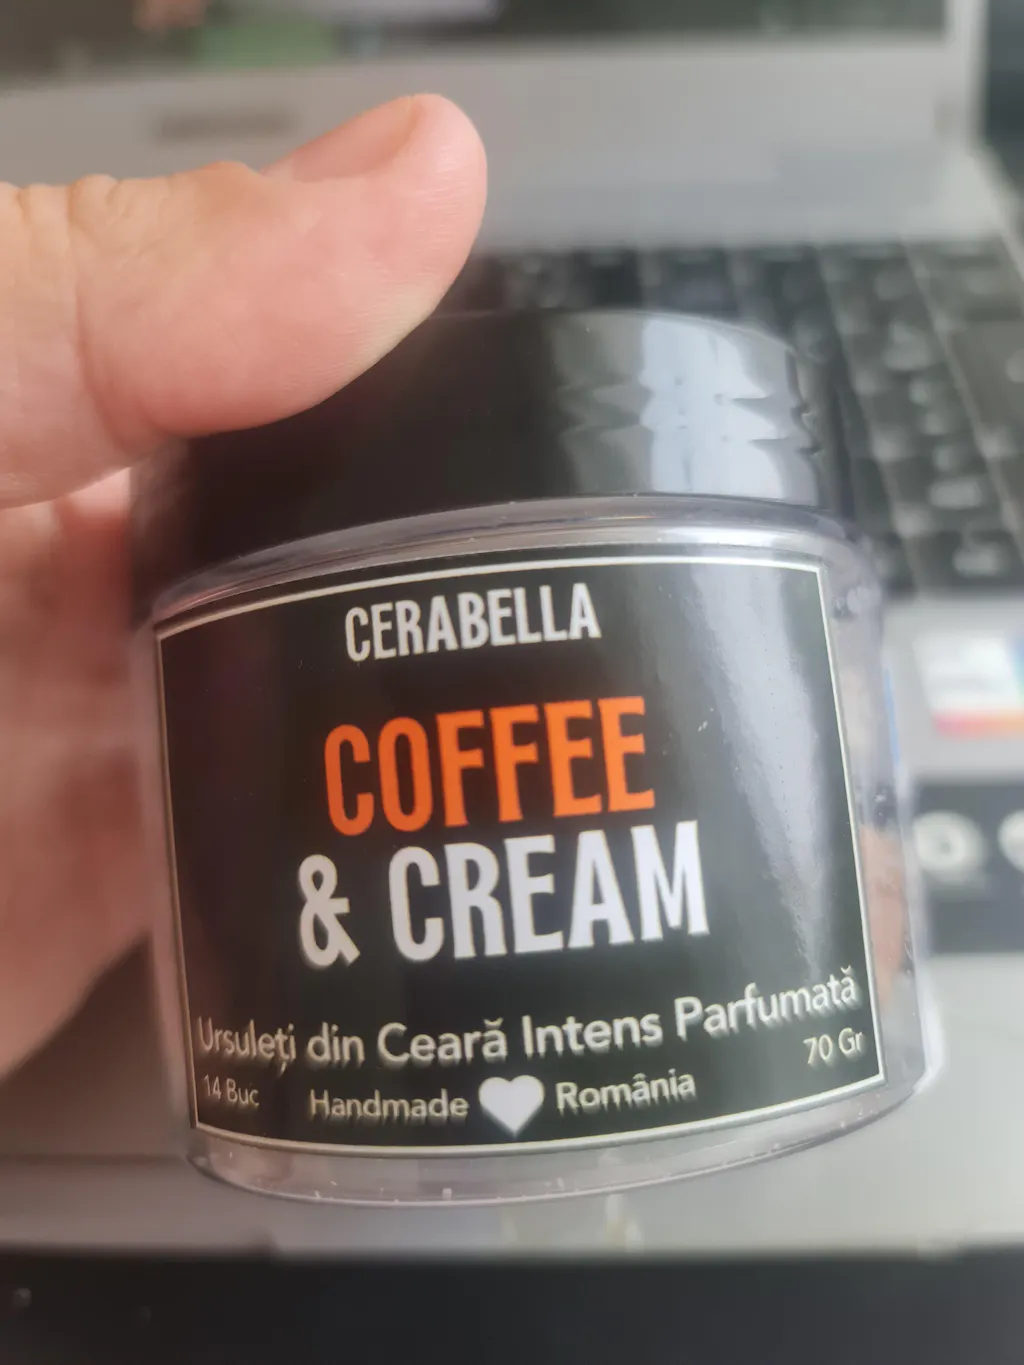 CERABELLA
COFFEE
& CREAM
Ursuleți din Ceară Intens Parfumată
14 Buc
70 Gr
Handmade România